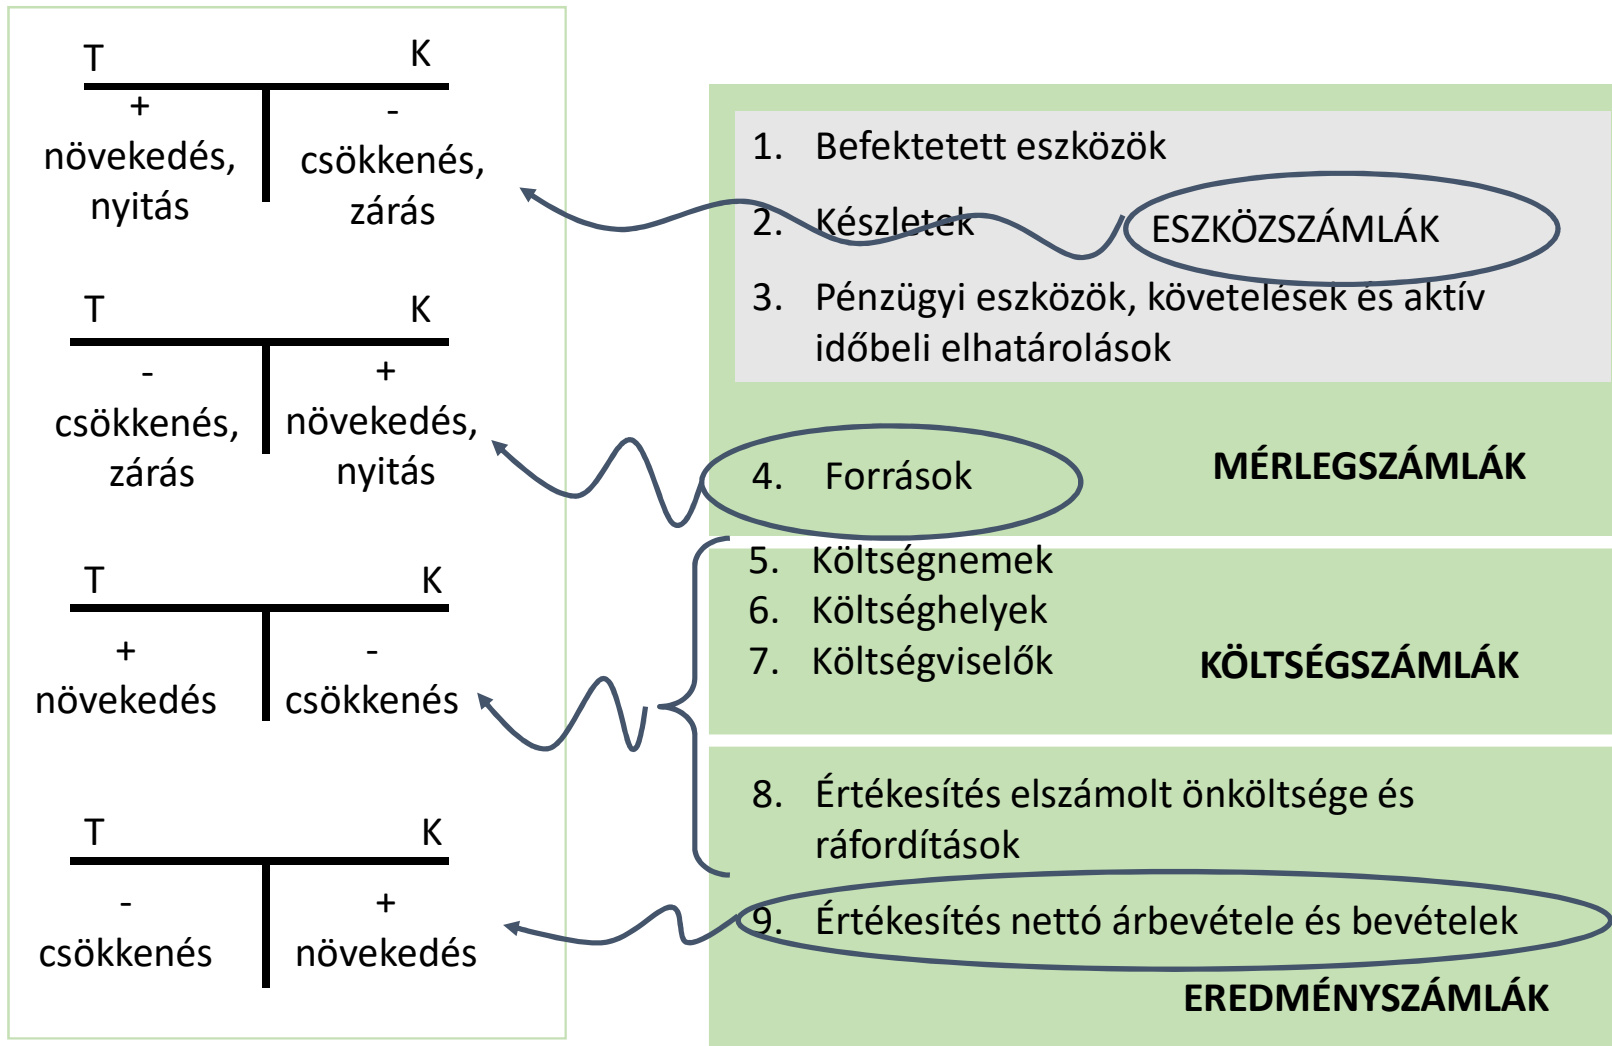 T K
+ -
növekedés, csökkenés,
nyitás zárás
T K
- +
csökkenés, növekedés,
zárás nyitás
T K
+ -
növekedés csökkenés
T K
- +
csökkenés növekedés
1. Befektetett eszközök
2. Készletek
ESZKÖZSZÁMLÁK
3. Pénzügyi eszközök, követelések és aktív
időbeli elhatárolások
4. Források
MÉRLEGSZÁMLÁK
5. Költségnemek
6. Költséghelyek
7. Költségviselők
KÖLTSÉGSZÁMLÁK
8. Értékesítés elszámolt önköltsége és
ráfordítások
9. Értékesítés nettó árbevétele és bevételek
EREDMÉNYSZÁMLÁK